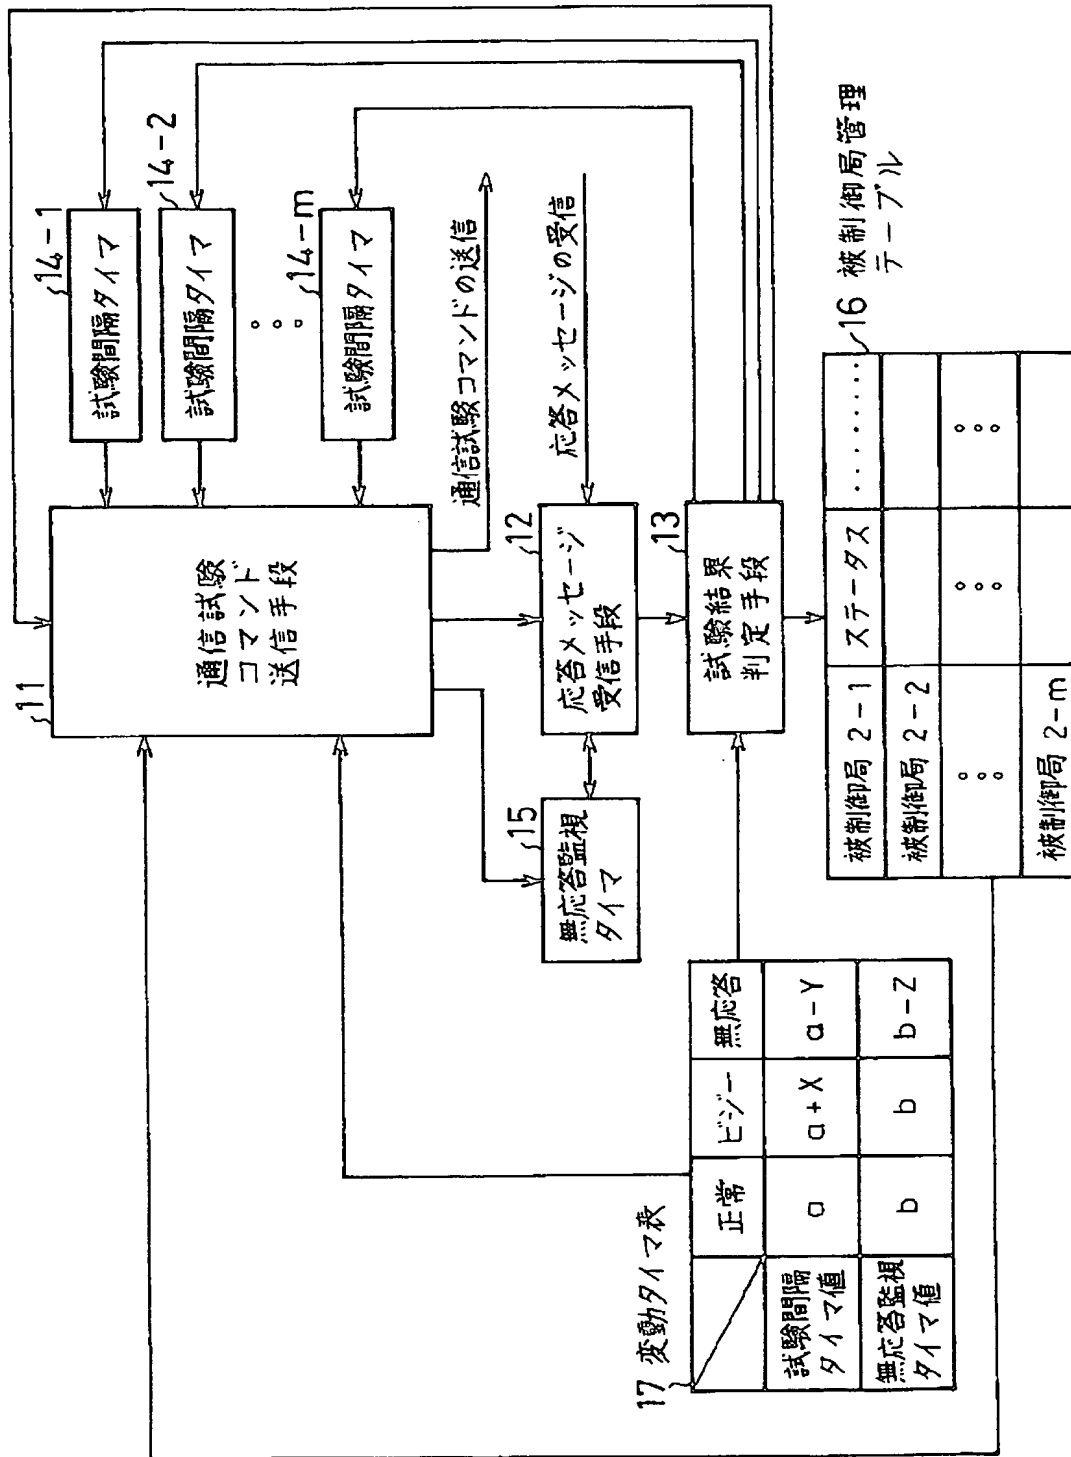 11
通信試験
コマンド
送信手段
14-1
試験間隔タイマ
14-2
試験間隔タイマ
14-m
試験間隔タイマ
通信試験コマンドの送信
応答メッセージの受信
12
応答メッセージ
受信手段
15
無応答監視
タイマ
13
試験結果
判定手段
16 被制御局管理
テーブル
被制御局 2-1 ステータス ………
被制御局 2-2
被制御局 2-m
17 変動タイマ表
正常 ビジー 無応答
試験間隔
タイマ値
a a+X a-Y
無応答監視
タイマ値
b b b-Z